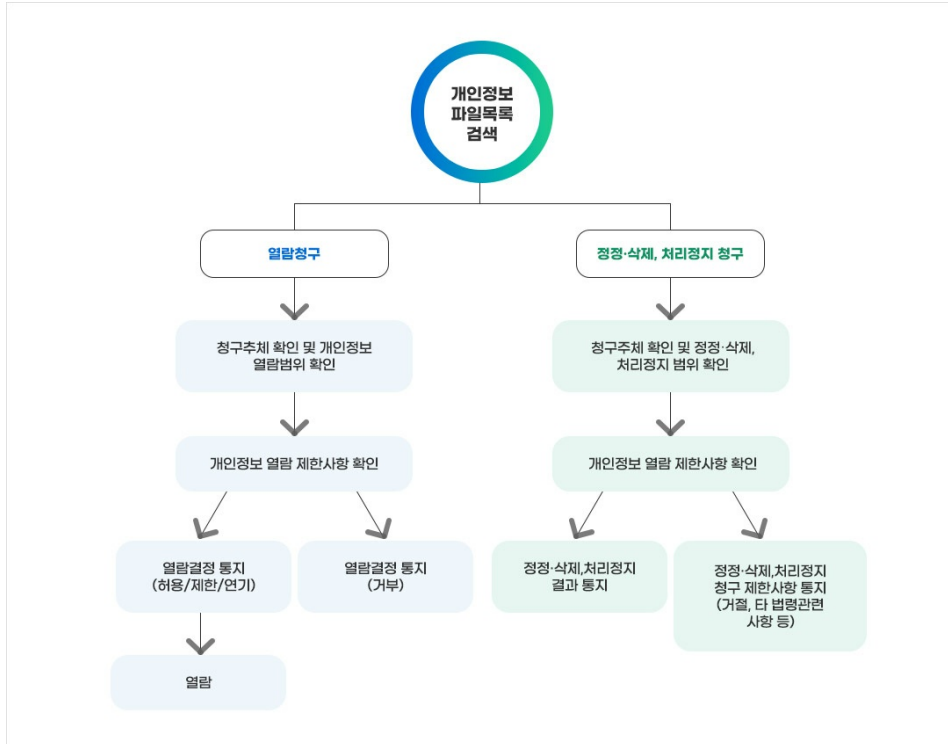 개인정보
파일목록
검색
열람청구
정정·삭제, 처리정지 청구
청구추체 확인 및 개인정보
열람범위 확인
청구주체 확인 및 정정·삭제,
처리정지 범위 확인
개인정보 열람 제한사항 확인
개인정보 열람 제한사항 확인
열람결정 통지
(허용/제한/연기)
열람결정 통지
(거부)
정정·삭제,처리정지
결과 통지
정정·삭제,처리정지
청구 제한사항 통지
(거절, 타 법령관련
사항 등)
열람